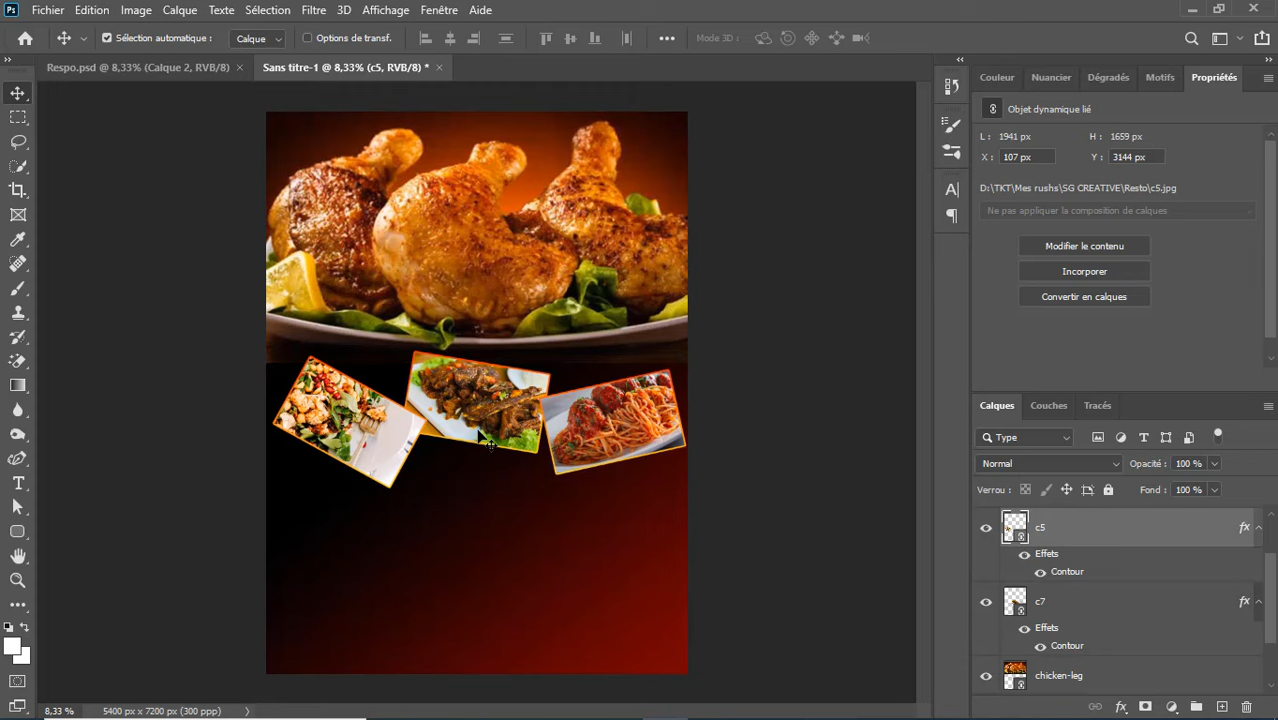 Ps Fichier Edition Image Calque Texte Sélection Filtre 3D Affichage Fenêtre Aide
Sélection automatique : Calque Options de transf. Mode 3D :
Respo.psd @ 8,33% (Calque 2, RVB/8) × Sans titre-1 @ 8,33% (c5, RVB/8) * ×
Couleur Nuancier Dégradés Motifs Propriétés
Objet dynamique lié
L : 1941 px H : 1659 px
X : 107 px Y : 3144 px
D:\TKT\Mes rushs\SG CREATIVE\Resto\c5.jpg
Ne pas appliquer la composition de calques
Modifier le contenu
Incorporer
Convertir en calques
Calques Couches Tracés
Type
Normal Opacité : 100 %
Verrou : Fond : 100 %
c5 fx
Effets
Contour
c7 fx
Effets
Contour
chicken-leg
8,33 % 5400 px x 7200 px (300 ppp)